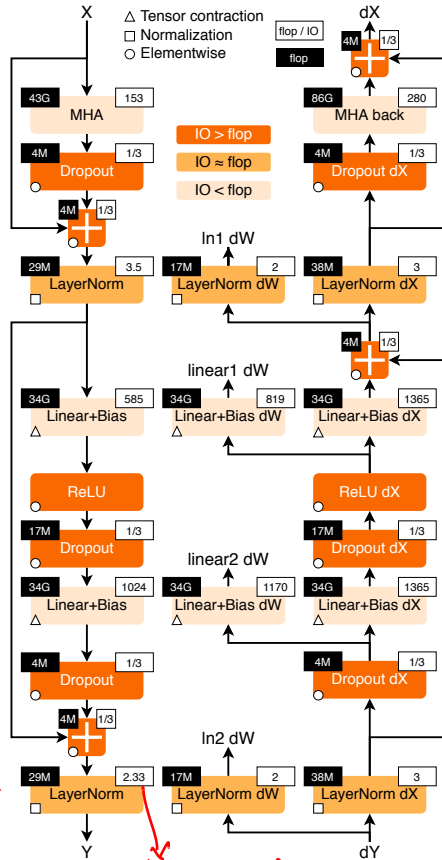 X
dX
Tensor contraction
Normalization
Elementwise
flop / IO
flop
4M 1/3
43G 153
MHA
86G 280
MHA back
IO > flop
IO ≈ flop
IO < flop
4M 1/3
Dropout
4M 1/3
Dropout dX
4M 1/3
ln1 dW
29M 3.5
LayerNorm
17M 2
LayerNorm dW
38M 3
LayerNorm dX
4M 1/3
linear1 dW
34G 585
Linear+Bias
34G 819
Linear+Bias dW
34G 1365
Linear+Bias dX
ReLU
ReLU dX
17M 1/3
Dropout
17M 1/3
Dropout dX
linear2 dW
34G 1024
Linear+Bias
34G 1170
Linear+Bias dW
34G 1365
Linear+Bias dX
4M 1/3
Dropout
4M 1/3
Dropout dX
4M 1/3
ln2 dW
29M 2.33
LayerNorm
17M 2
LayerNorm dW
38M 3
LayerNorm dX
Y
dY